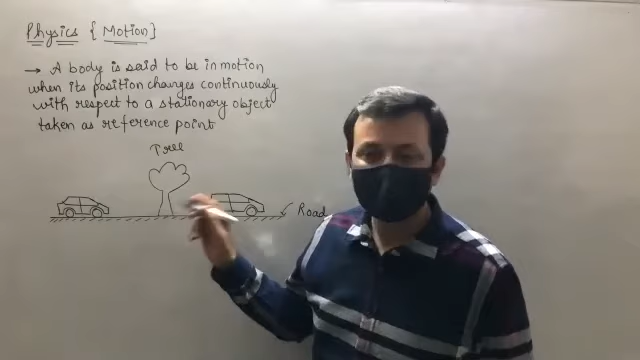 Physics { Motion }
→ A body is said to be in motion
when its position changes continuously
with respect to a stationary object
taken as reference point
Tree
Road